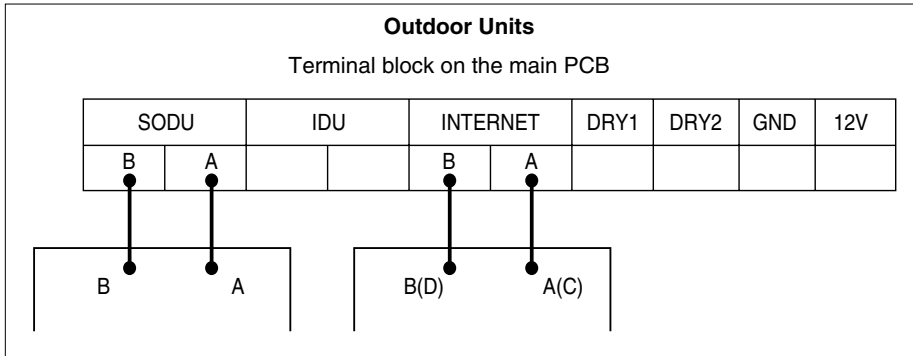 Outdoor Units
Terminal block on the main PCB
SODU IDU INTERNET DRY1 DRY2 GND 12V
B A B A
B A B(D) A(C)